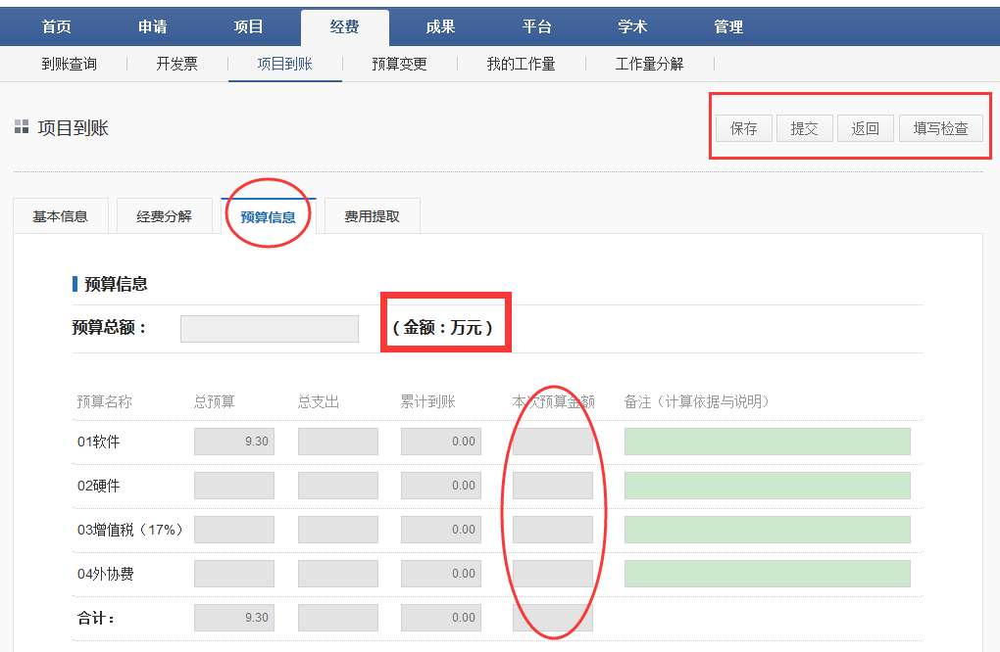 首页 申请 项目 经费 成果 平台 学术 管理
到账查询 开发票 项目到账 预算变更 我的工作量 工作量分解
项目到账
保存 提交 返回 填写检查
基本信息 经费分解 预算信息 费用提取
预算信息
预算总额： （金额：万元）
预算名称 总预算 总支出 累计到账 本次预算金额 备注（计算依据与说明）
01软件 9.30 0.00
02硬件 0.00
03增值税（17%） 0.00
04外协费 0.00
合计： 9.30 0.00